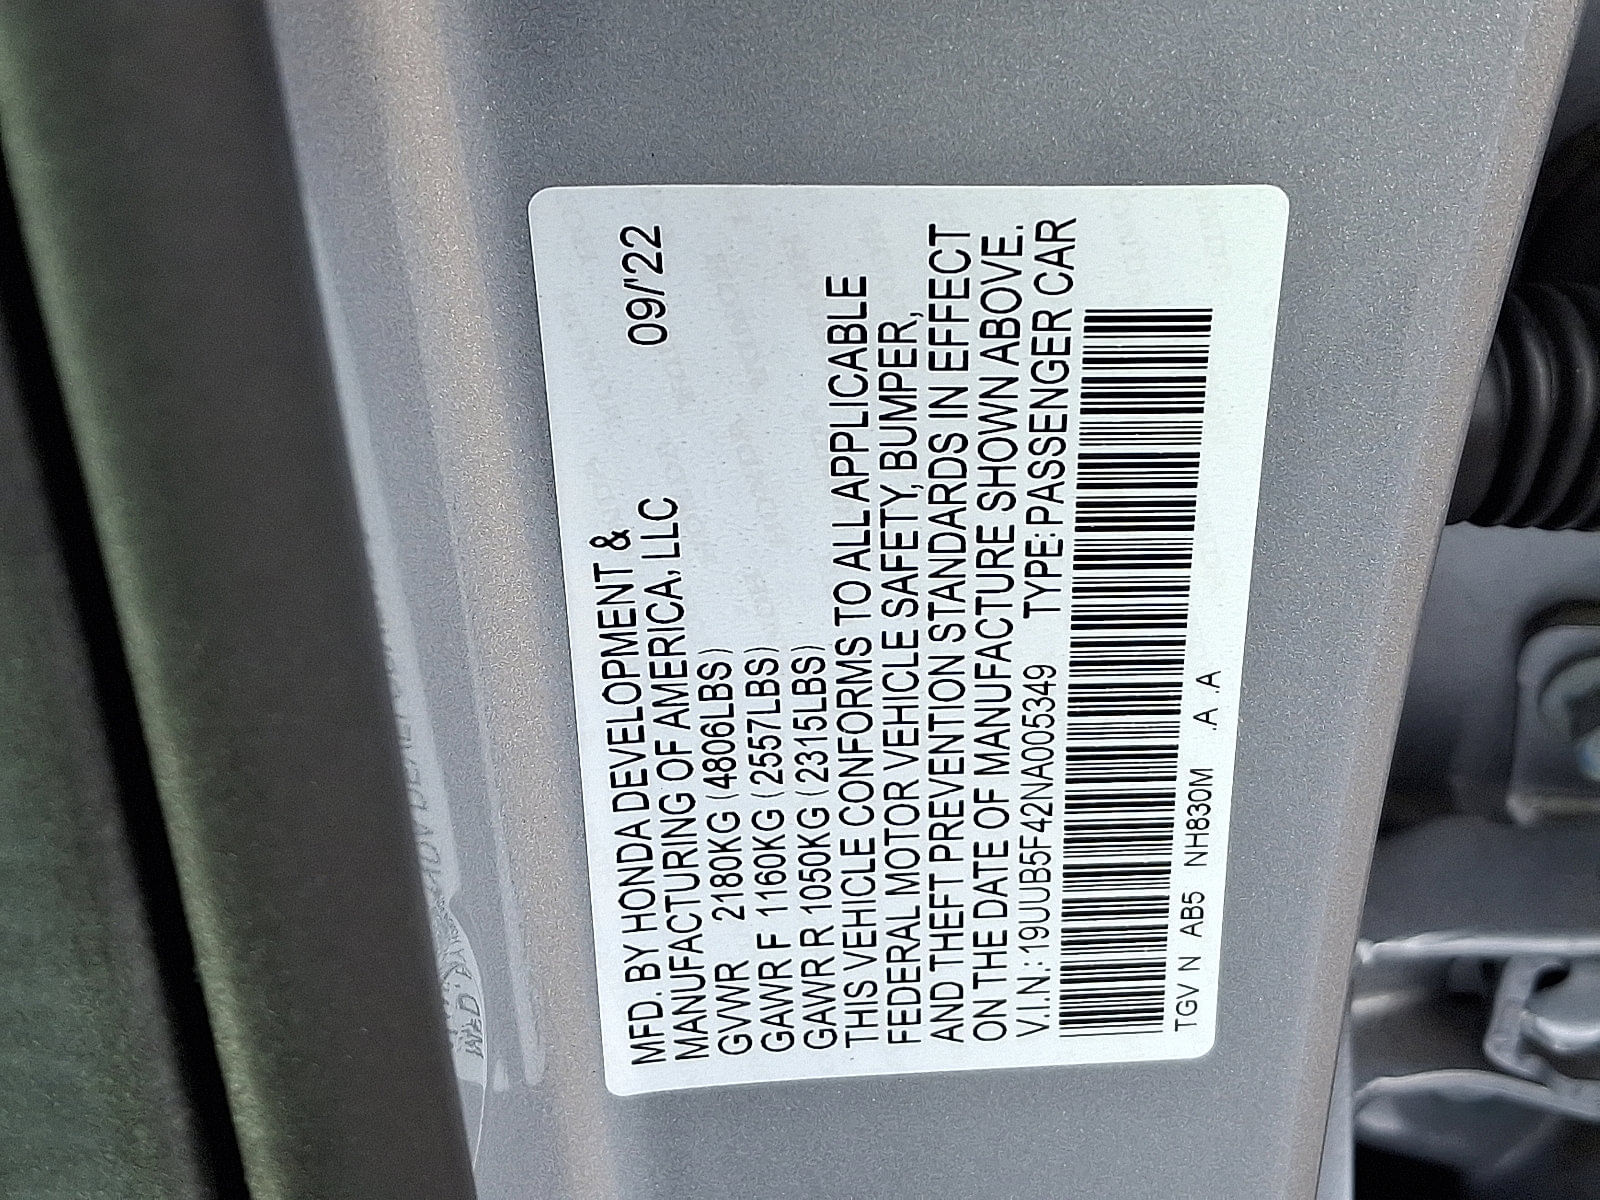 MFD. BY HONDA DEVELOPMENT &
MANUFACTURING OF AMERICA, LLC 09/'22
GVWR 2180KG (4806LBS)
GAWR F 1160KG (2557LBS)
GAWR R 1050KG (2315LBS)
THIS VEHICLE CONFORMS TO ALL APPLICABLE
FEDERAL MOTOR VEHICLE SAFETY, BUMPER,
AND THEFT PREVENTION STANDARDS IN EFFECT
ON THE DATE OF MANUFACTURE SHOWN ABOVE.
V.I.N.: 19UUB5F42NA005349 TYPE: PASSENGER CAR
TGV N AB5 NH830M .A .A